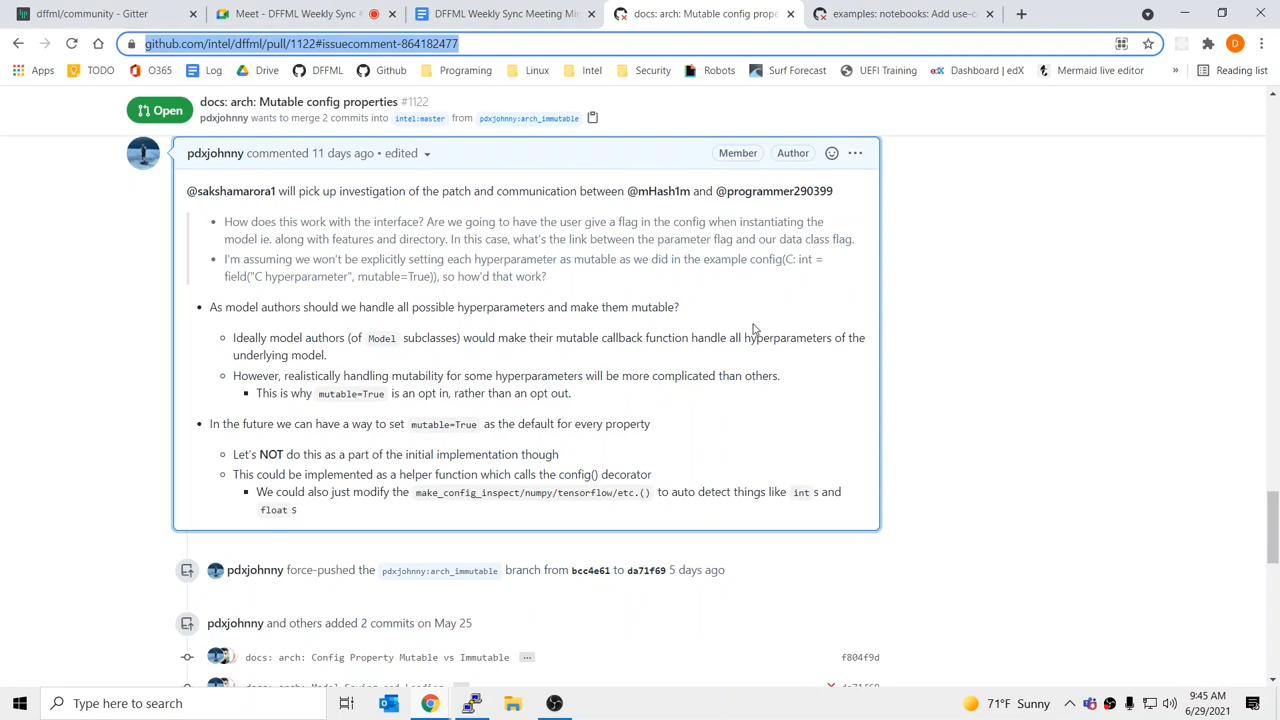 dffml/community - Gitter
Meet - DFFML Weekly Sync
DFFML Weekly Sync Meeting Mi
docs: arch: Mutable config prope
examples: notebooks: Add use-c
github.com/intel/dffml/pull/1122#issuecomment-864182477
D
Apps
TODO
O365
Log
Drive
DFFML
Github
Programing
Linux
Intel
Security
Robots
Surf Forecast
UEFI Training
Dashboard | edX
Mermaid live editor
»
Reading list
Open
docs: arch: Mutable config properties #1122
pdxjohnny wants to merge 2 commits into intel:master from pdxjohnny:arch_immutable
pdxjohnny commented 11 days ago • edited
Member
Author
@sakshamarora1 will pick up investigation of the patch and communication between @mHash1m and @programmer290399
• How does this work with the interface? Are we going to have the user give a flag in the config when instantiating the
model ie. along with features and directory. In this case, what's the link between the parameter flag and our data class flag.
• I'm assuming we won't be explicitly setting each hyperparameter as mutable as we did in the example config(C: int =
field("C hyperparameter", mutable=True)), so how'd that work?
• As model authors should we handle all possible hyperparameters and make them mutable?
Ideally model authors (of Model subclasses) would make their mutable callback function handle all hyperparameters of the
underlying model.
However, realistically handling mutability for some hyperparameters will be more complicated than others.
This is why mutable=True is an opt in, rather than an opt out.
• In the future we can have a way to set mutable=True as the default for every property
Let's NOT do this as a part of the initial implementation though
This could be implemented as a helper function which calls the config() decorator
We could also just modify the make_config_inspect/numpy/tensorflow/etc.() to auto detect things like int s and
float s
pdxjohnny force-pushed the pdxjohnny:arch_immutable branch from bcc4e61 to da71f69 5 days ago
pdxjohnny and others added 2 commits on May 25
docs: arch: Config Property Mutable vs Immutable ... f804f9d
docs: arch: Model Saving and Loading da71f69
Type here to search
71°F Sunny
9:45 AM
6/29/2021